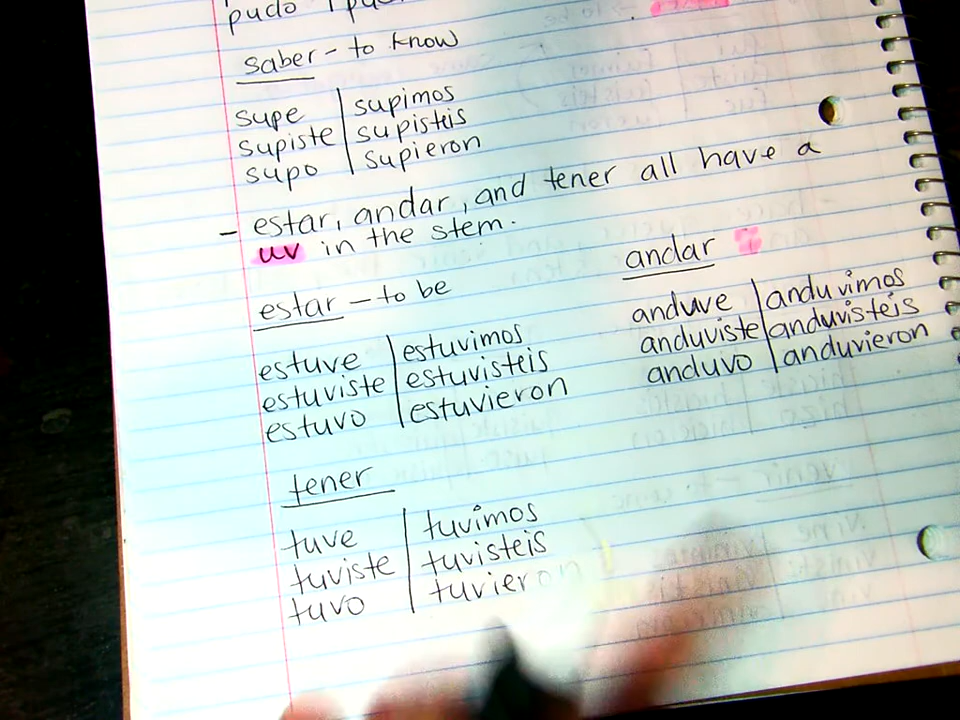 pudo
saber - to know
supe | supimos
supiste | supisteis
supo | supieron
- estar, andar, and tener all have a
uv in the stem.
estar - to be
estuve | estuvimos
estuviste | estuvisteis
estuvo | estuvieron
andar
anduve | anduvimos
anduviste | anduvisteis
anduvo | anduvieron
tener
tuve | tuvimos
tuviste | tuvisteis
tuvo | tuvieron